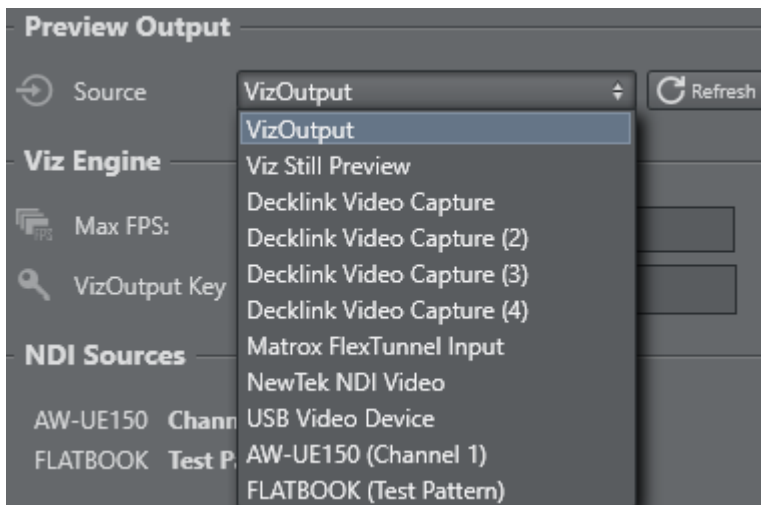 Preview Output
Source VizOutput Refresh
VizOutput
Viz Engine
Viz Still Preview
Decklink Video Capture
Max FPS:
Decklink Video Capture (2)
Decklink Video Capture (3)
VizOutput Key
Decklink Video Capture (4)
Matrox FlexTunnel Input
NDI Sources
NewTek NDI Video
AW-UE150 Chann
USB Video Device
AW-UE150 (Channel 1)
FLATBOOK Test P
FLATBOOK (Test Pattern)